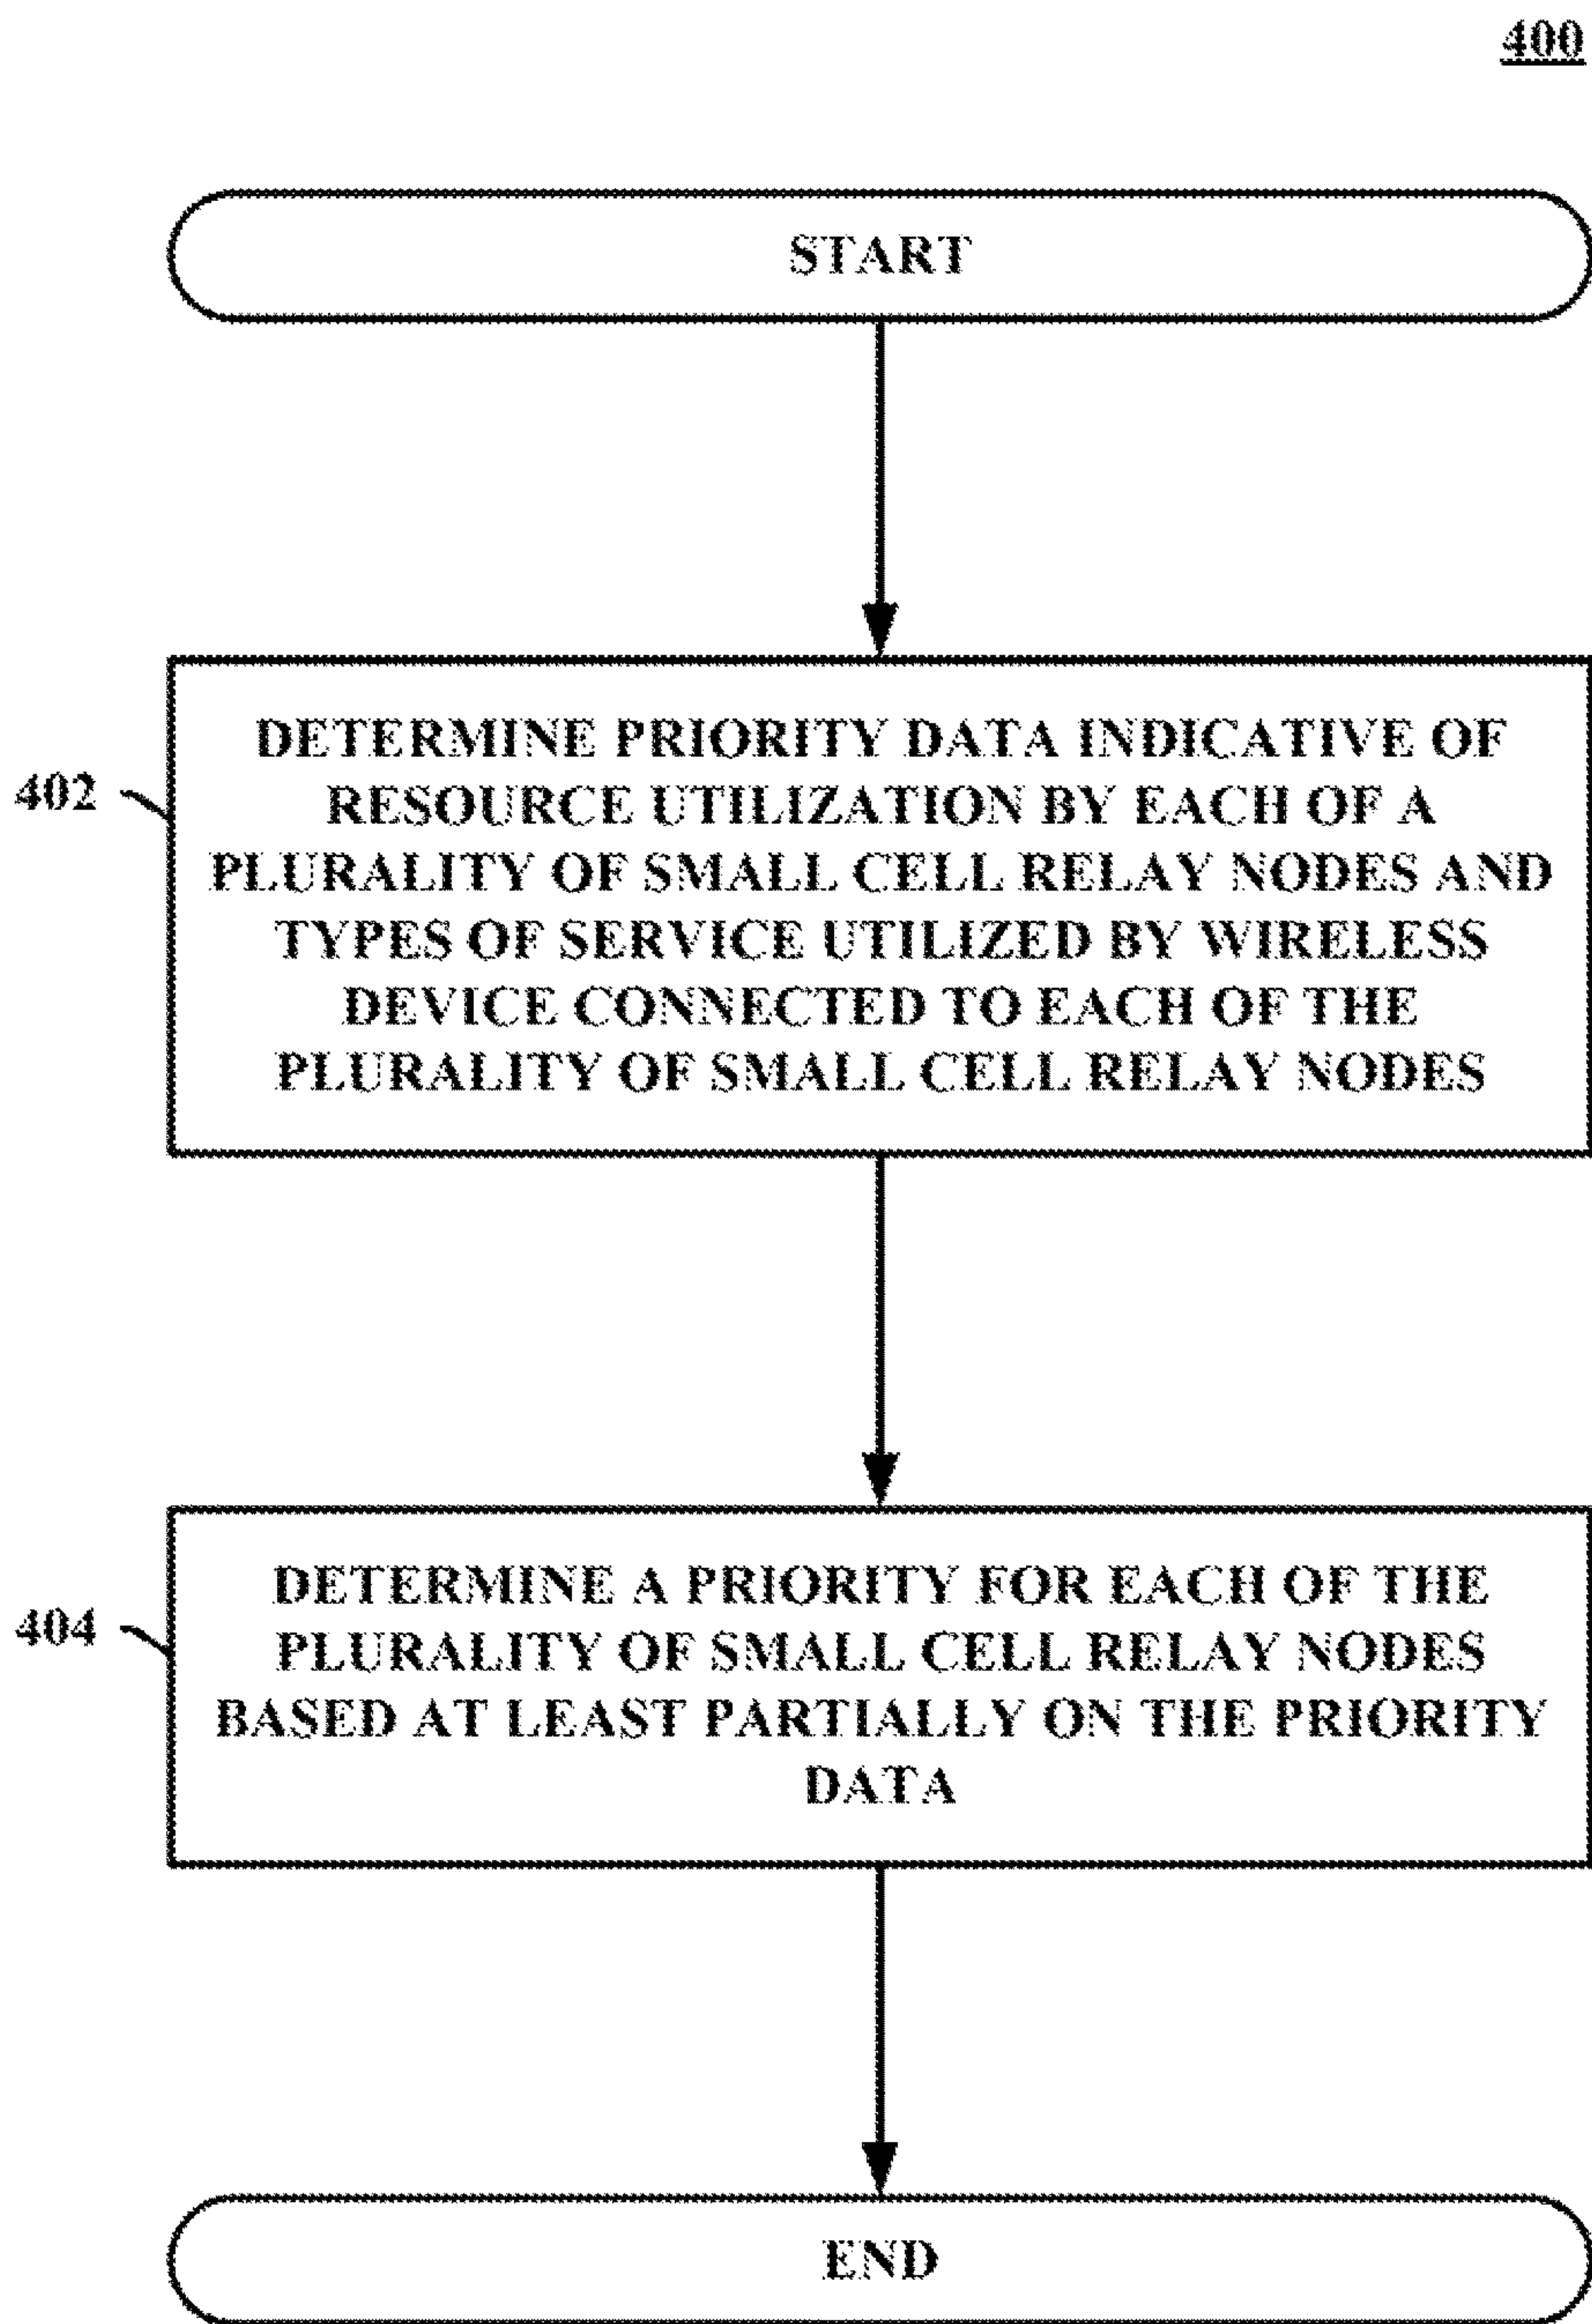 400
START
402
DETERMINE PRIORITY DATA INDICATIVE OF
RESOURCE UTILIZATION BY EACH OF A
PLURALITY OF SMALL CELL RELAY NODES AND
TYPES OF SERVICE UTILIZED BY WIRELESS
DEVICE CONNECTED TO EACH OF THE
PLURALITY OF SMALL CELL RELAY NODES
404
DETERMINE A PRIORITY FOR EACH OF THE
PLURALITY OF SMALL CELL RELAY NODES
BASED AT LEAST PARTIALLY ON THE PRIORITY
DATA
END